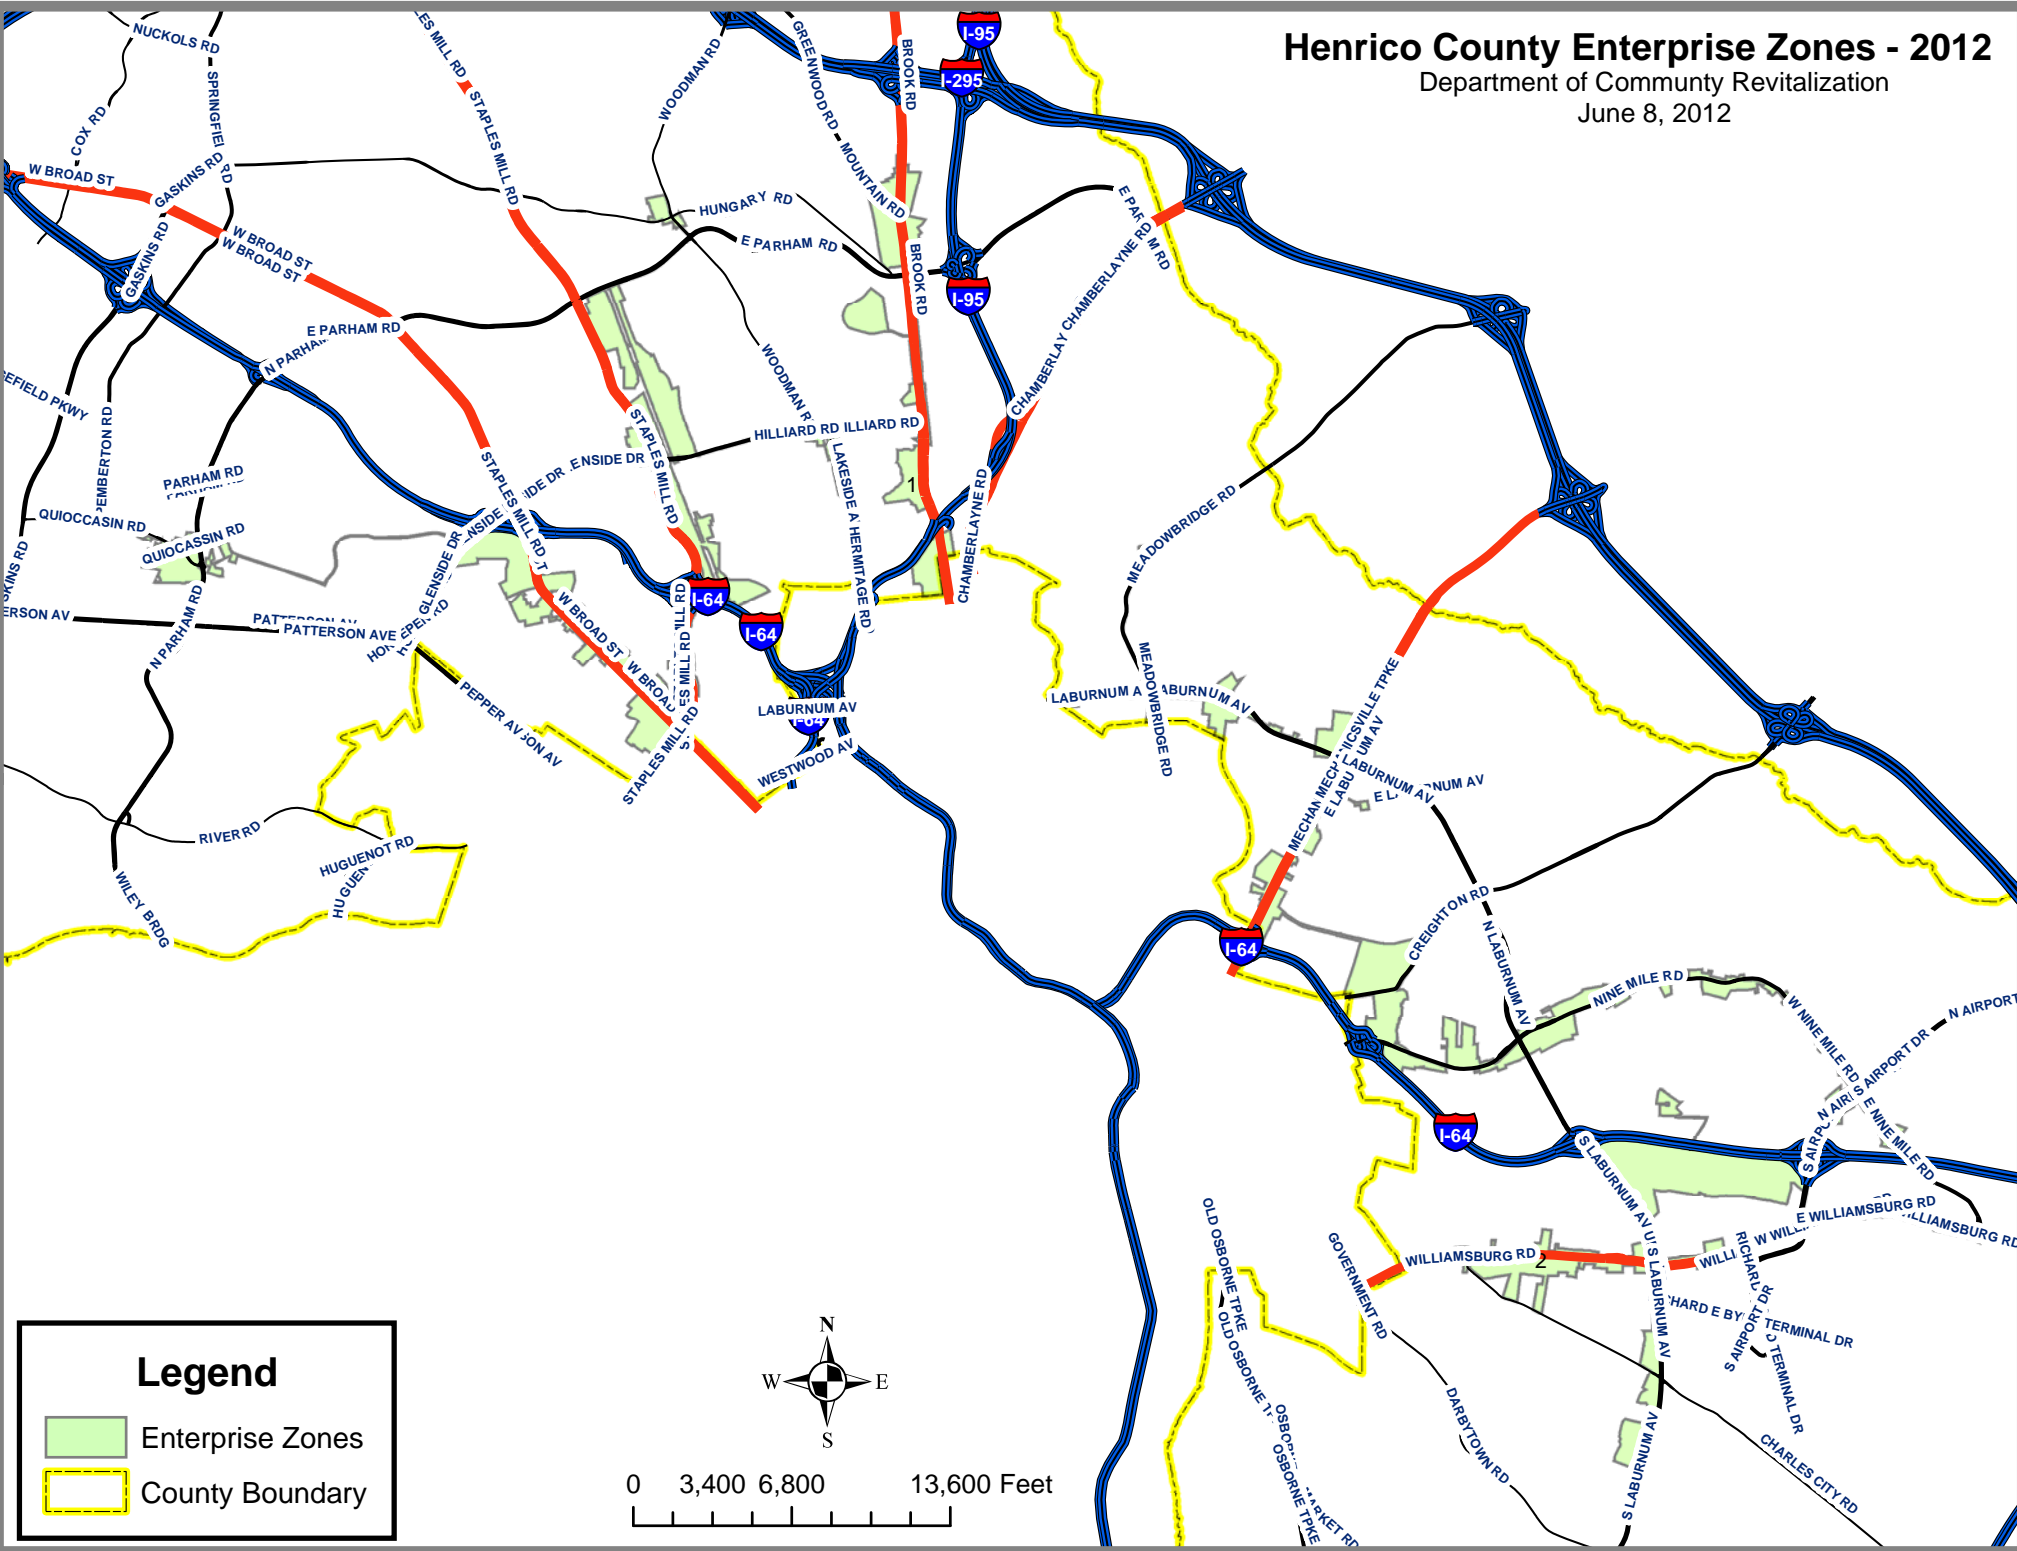 Henrico County Enterprise Zones - 2012
Department of Communty Revitalization
June 8, 2012
NUCKOLS RD
COX RD
W BROAD ST
GASKINS RD
GASKINS RD
W BROAD ST
W BROAD ST
STAPLES MILL RD
WOODMAN RD
GREENWOOD RD
MOUNTAIN RD
BROOK RD
I-95
I-295
HUNGARY RD
E PARHAM RD
BROOK RD
I-95
CHAMBERLAYNE RD
E PARHAM RD
WOODMAN RD
HILLIARD RD
STAPLES MILL RD
STAPLES MILL RD
PEMBERTON RD
PARHAM RD
QUIOCCASIN RD
QUIOCASSIN RD
N PARHAM RD
PATTERSON AVE
GLENSIDE DR
W BROAD ST
I-64
I-64
LABURNUM AV
WESTWOOD AV
STAPLES MILL RD
HERMITAGE RD
CHAMBERLAYNE RD
1
MEADOWBRIDGE RD
MEADOWBRIDGE RD
LABURNUM AV
E LABURNUM AV
RIVER RD
HUGUENOT RD
WILEY BRDG
CREIGHTON RD
N LABURNUM AV
NINE MILE RD
W NINE MILE RD
E NINE MILE RD
N AIRPORT
AIRPORT DR
I-64
I-64
S LABURNUM AV
E WILLIAMSBURG RD
WILLIAMSBURG RD
2
GOVERNMENT RD
OLD OSBORNE TPKE
OSBORNE TPKE
MARKET RD
DARBYTOWN RD
S LABURNUM AV
S LABURNUM AV
S AIRPORT DR
TERMINAL DR
TERMINAL DR
CHARLES CITY RD
Legend
Enterprise Zones
County Boundary
N
W E
S
0 3,400 6,800 13,600 Feet